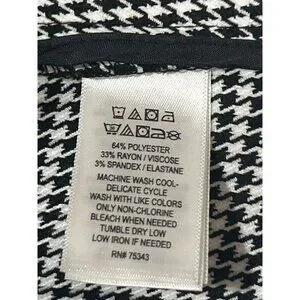 64% POLYESTER
33% RAYON / VISCOSE
3% SPANDEX / ELASTANE
MACHINE WASH COOL-
DELICATE CYCLE
WASH WITH LIKE COLORS
ONLY NON-CHLORINE
BLEACH WHEN NEEDED
TUMBLE DRY LOW
LOW IRON IF NEEDED
RN# 75343